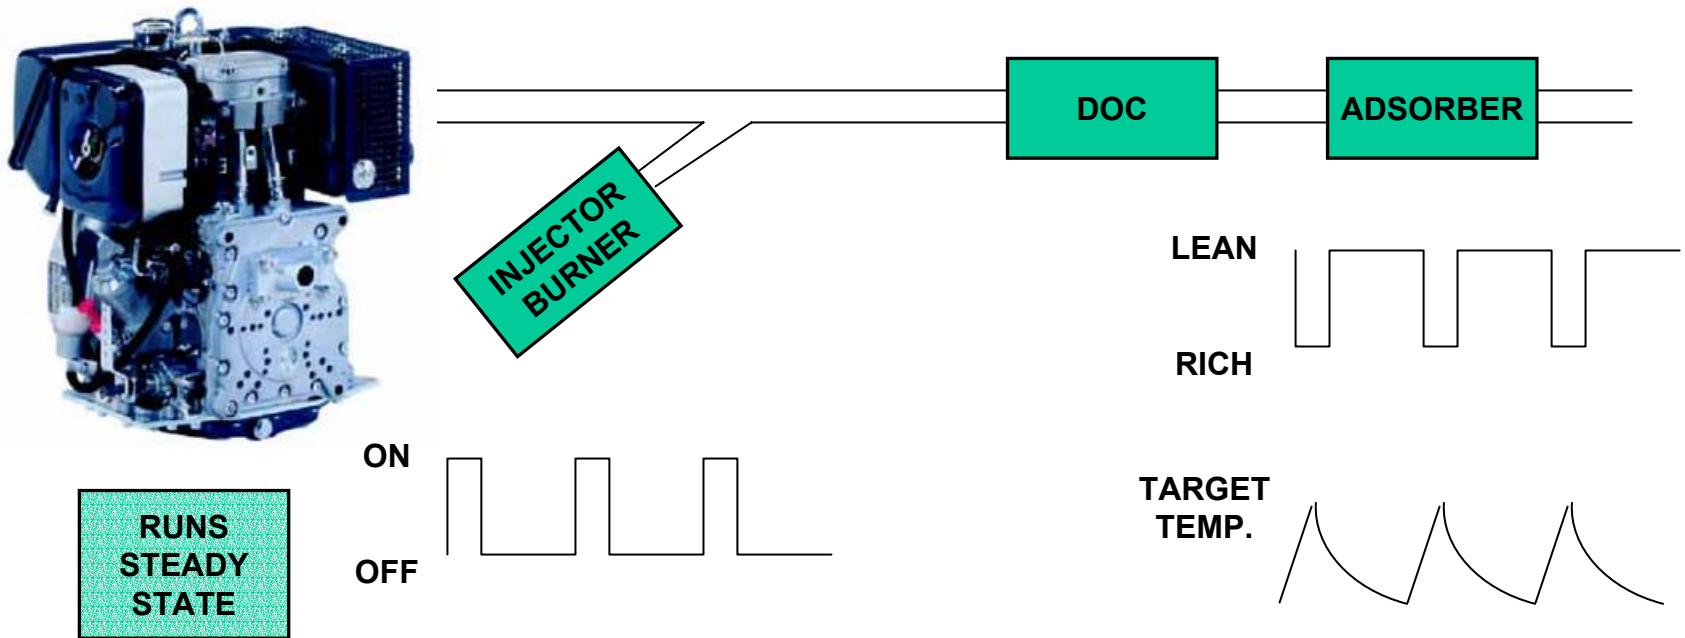 DOC
ADSORBER
INJECTOR
BURNER
LEAN
RICH
ON
OFF
TARGET
TEMP.
RUNS
STEADY
STATE